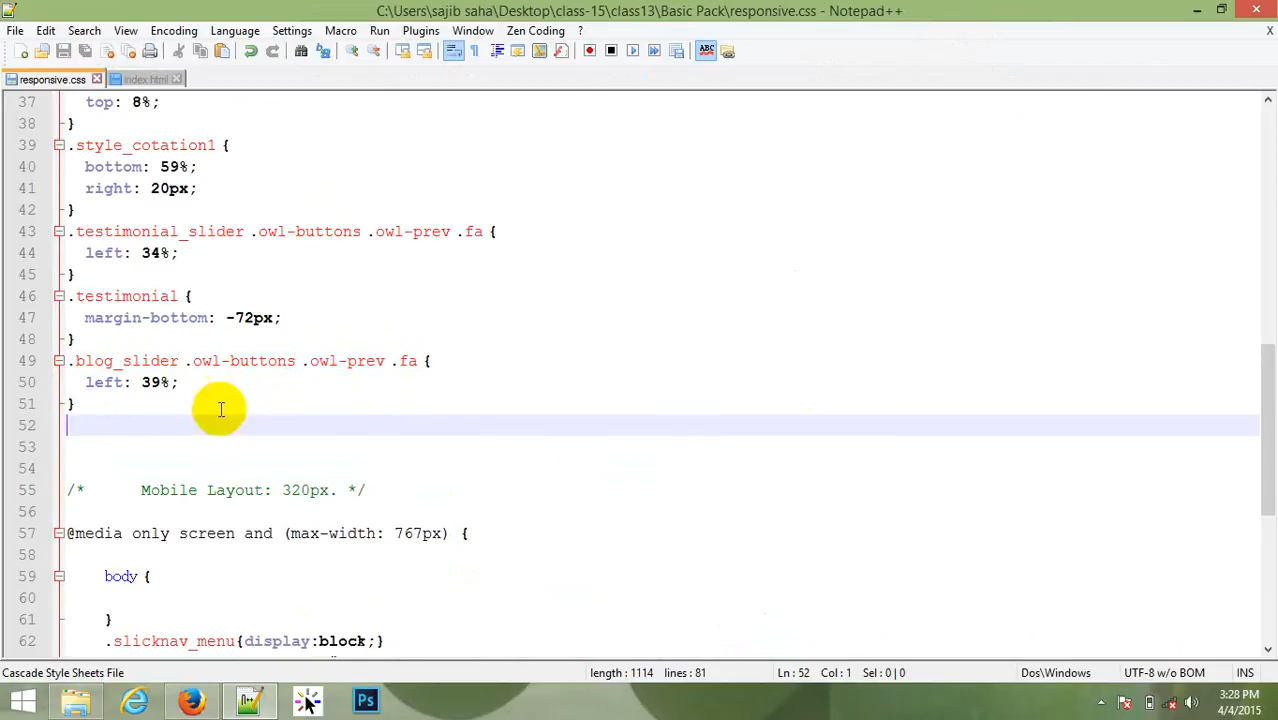 C:\Users\sajib saha\Desktop\class-15\class13\Basic Pack\responsive.css - Notepad++
File Edit Search View Encoding Language Settings Macro Run Plugins Window Zen Coding ? X
responsive.css index.html
37 top: 8%;
38 }
39 .style_cotation1 {
40 bottom: 59%;
41 right: 20px;
42 }
43 .testimonial_slider .owl-buttons .owl-prev .fa {
44 left: 34%;
45 }
46 .testimonial {
47 margin-bottom: -72px;
48 }
49 .blog_slider .owl-buttons .owl-prev .fa {
50 left: 39%;
51 }
52
53
54
55 /* Mobile Layout: 320px. */
56
57 @media only screen and (max-width: 767px) {
58
59 body {
60
61 }
62 .slicknav_menu{display:block;}
Cascade Style Sheets File length : 1114 lines : 81 Ln : 52 Col : 1 Sel : 0 | 0 Dos\Windows UTF-8 w/o BOM INS
3:28 PM
4/4/2015